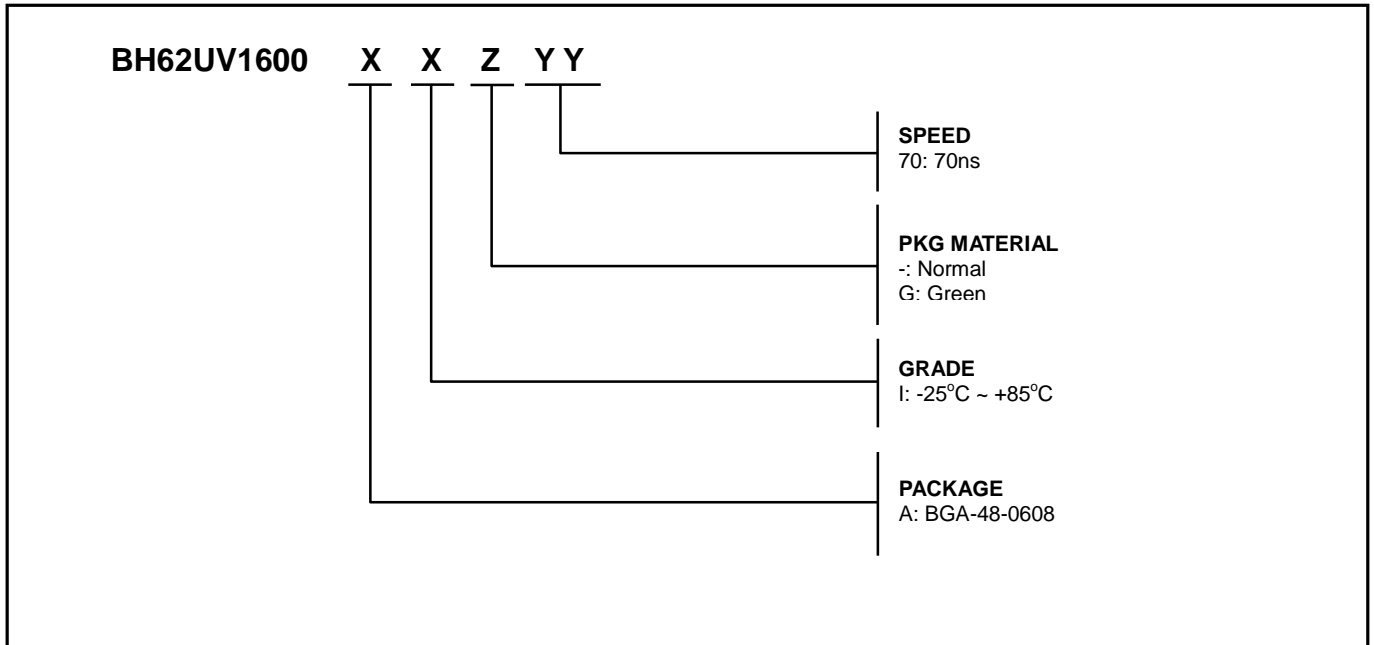 BH62UV1600 X X Z Y Y
SPEED
70: 70ns
PKG MATERIAL
-: Normal
G: Green
GRADE
I: -25°C ~ +85°C
PACKAGE
A: BGA-48-0608